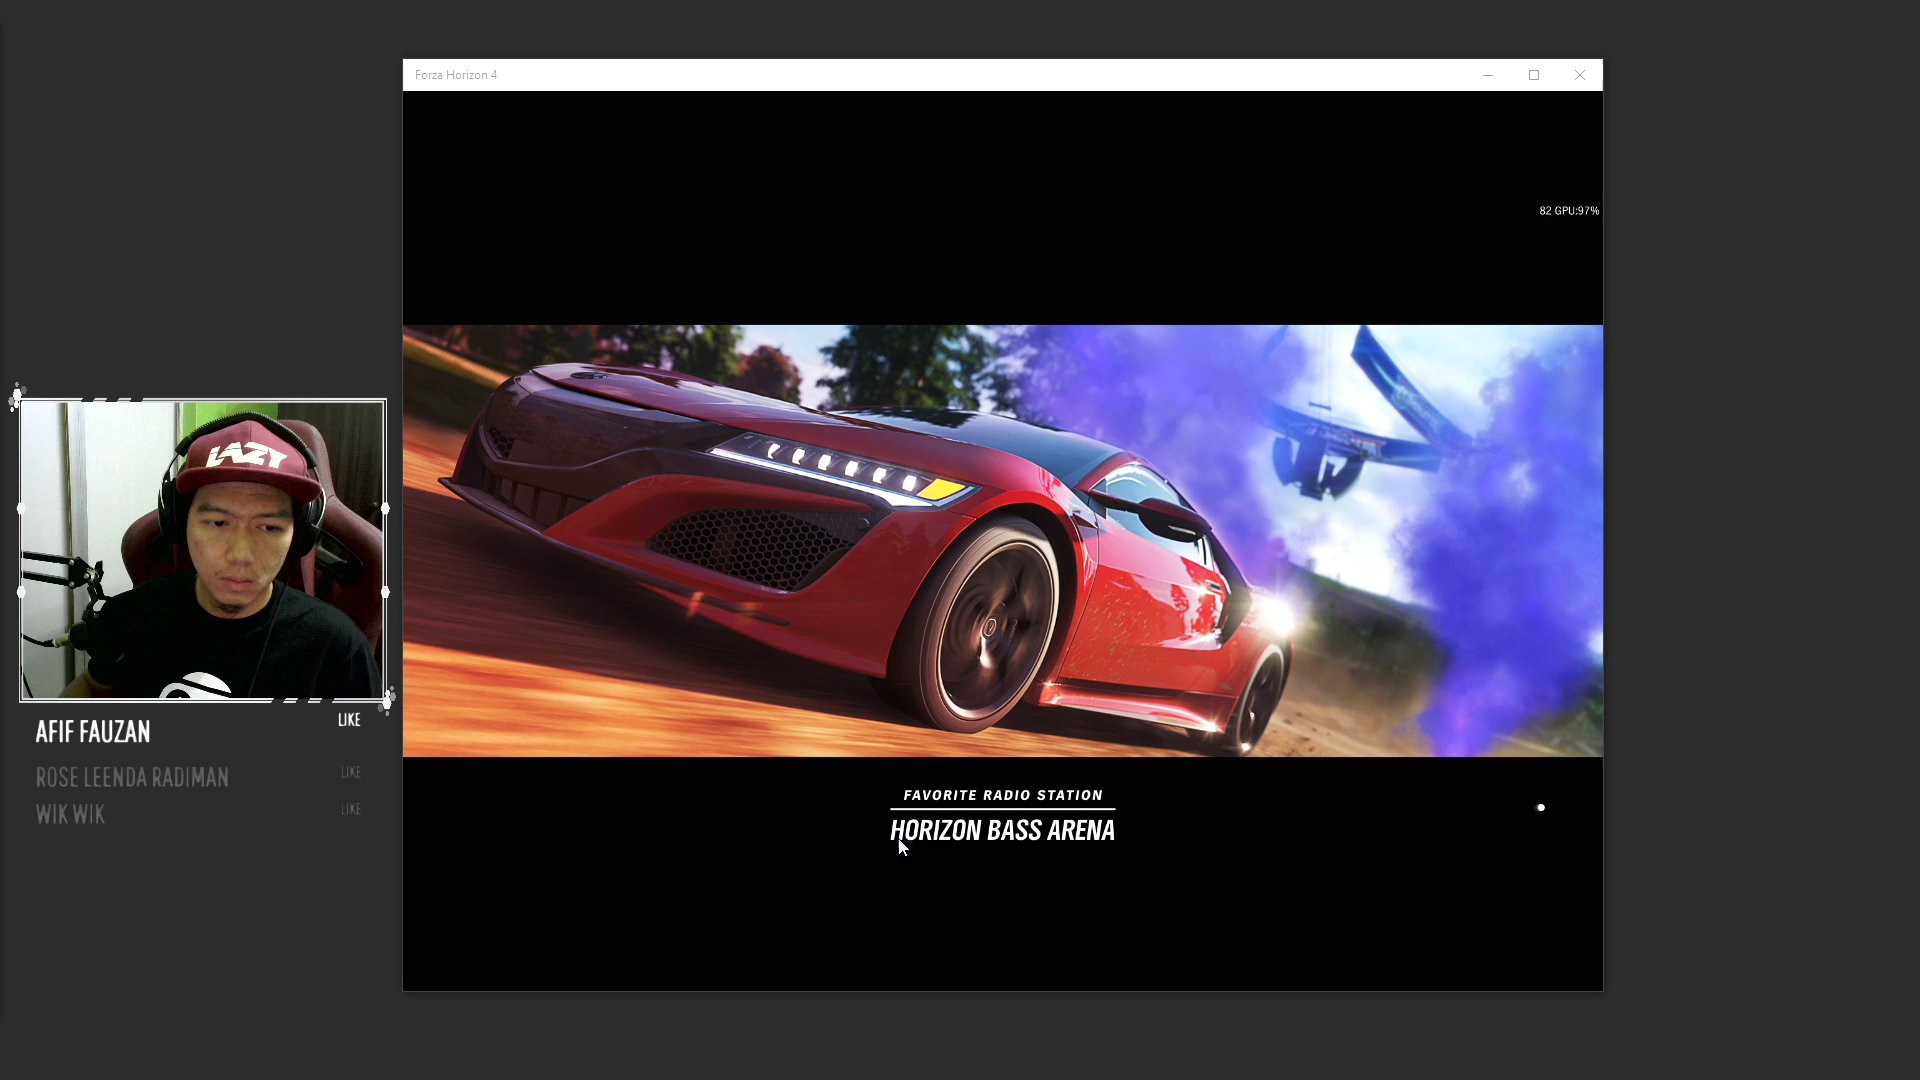 Forza Horizon 4
82 GPU:97%
LAZY
AFIF FAUZAN LIKE
ROSE LEENDA RADIMAN LIKE
WIK WIK LIKE
FAVORITE RADIO STATION
HORIZON BASS ARENA